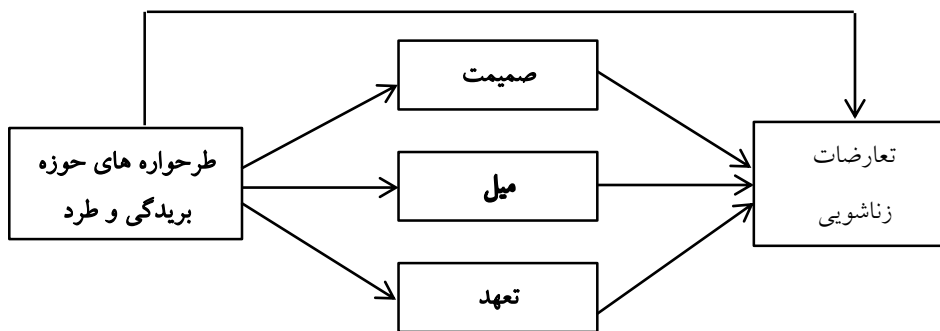 صمیمت
طرحواره های حوزه
بریدگی و طرد
میل
تعارضات
زناشویی
تعهد